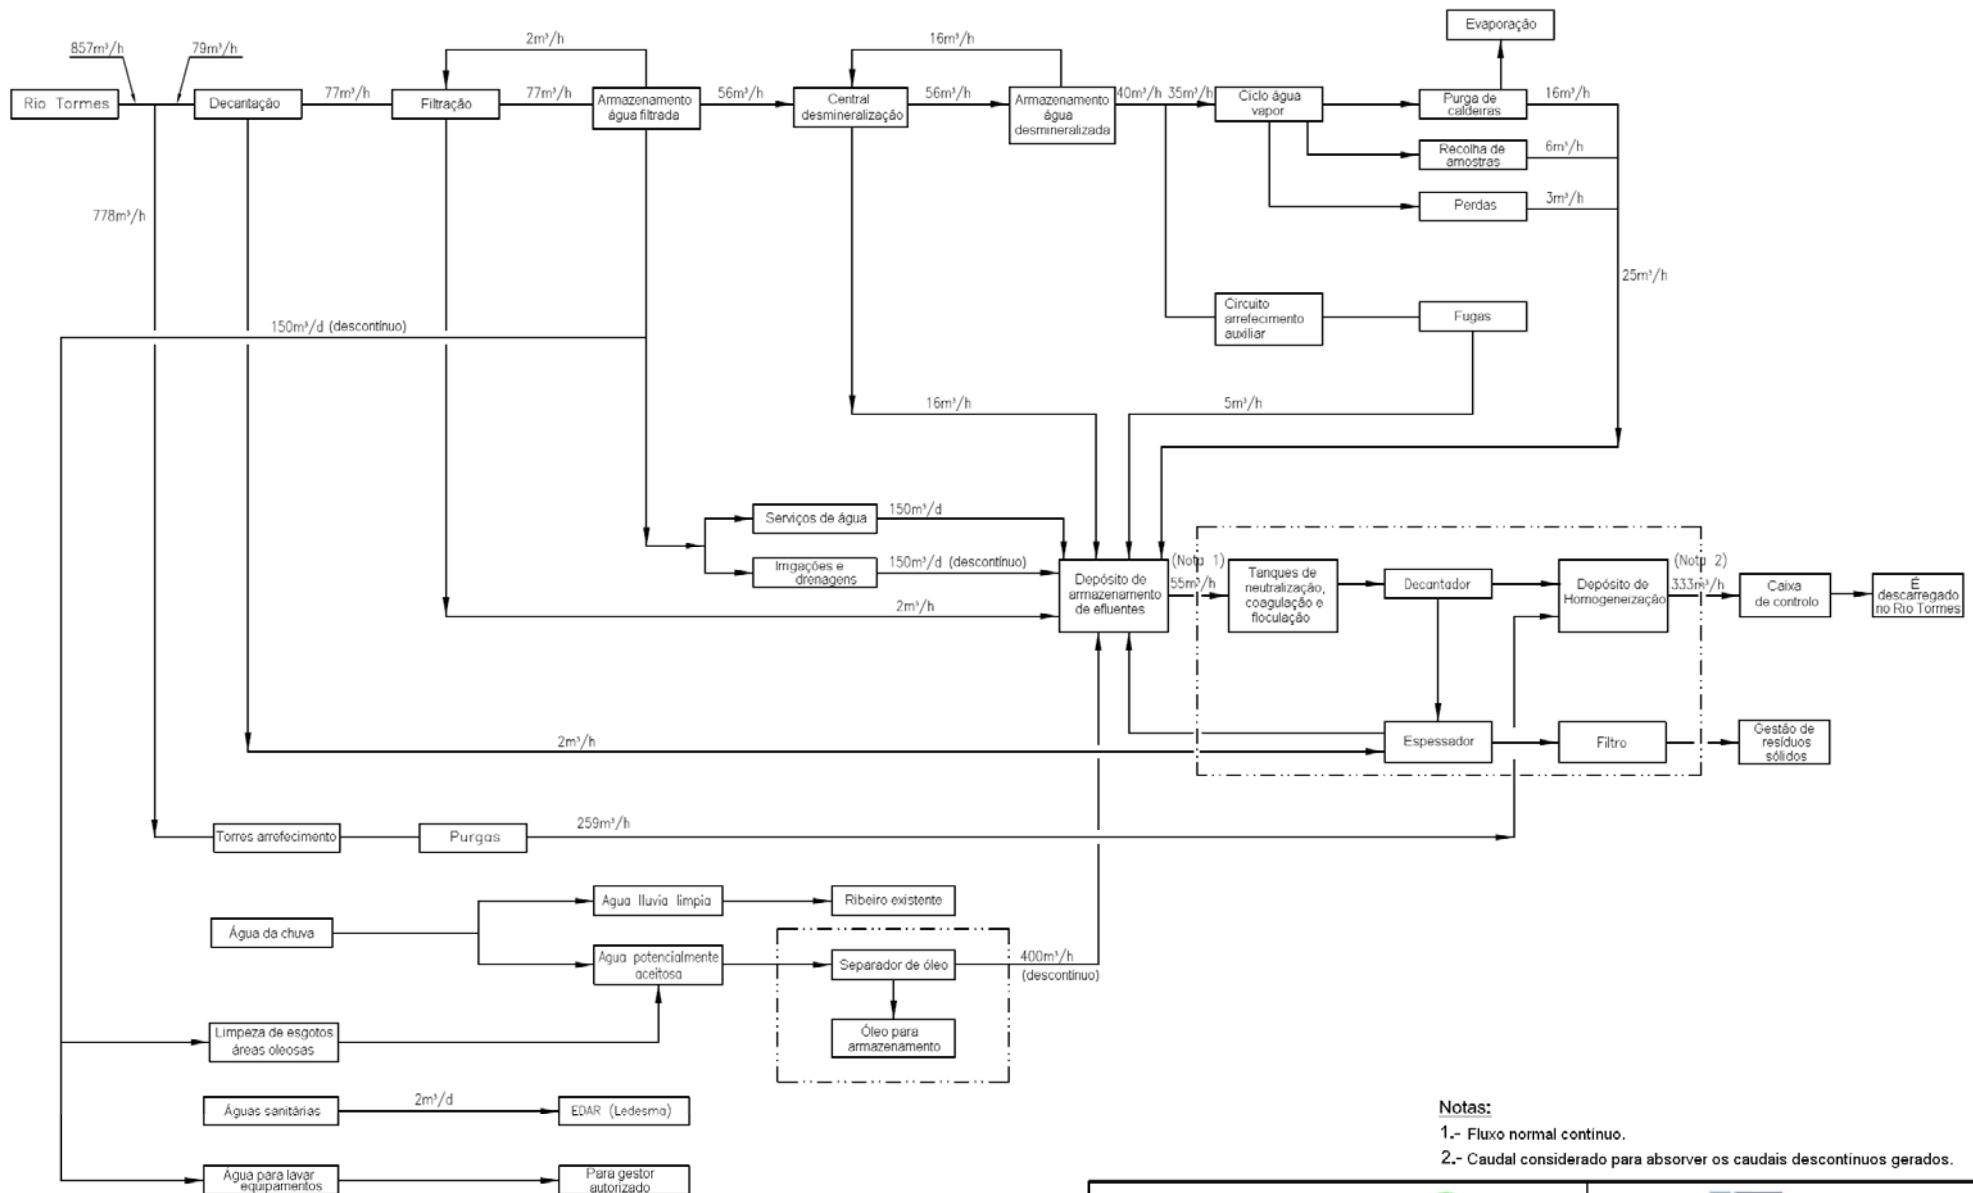 Evaporação
857m³/h
79m³/h
2m³/h
16m³/h
Rio Tormes
Decantação
77m³/h
Filtração
77m³/h
Armazenamento
água filtrada
56m³/h
Central
desmineralização
56m³/h
Armazenamento
água
desmineralizada
40m³/h
35m³/h
Ciclo água
vapor
Purga de
caldeiras
16m³/h
Recolha de
amostras
6m³/h
Perdas
3m³/h
778m³/h
25m³/h
150m³/d (descontínuo)
Circuito
arrefecimento
auxiliar
Fugas
16m³/h
5m³/h
Serviços de água
150m³/d
Irrigações e
drenagens
150m³/d (descontínuo)
2m³/h
Depósito de
armazenamento
de efluentes
(Nota 1)
55m³/h
Tanques de
neutralização,
coagulação e
floculação
Decantador
Depósito de
Homogeneização
(Nota 2)
333m³/h
Caixa
de controlo
É
descarregado
no Rio Tormes
2m³/h
Espessador
Filtro
Gestão de
resíduos
sólidos
Torres arrefecimento
Purgas
259m³/h
Agua lluvia limpia
Ribeiro existente
Água da chuva
Agua potencialmente
aceitosa
Separador de óleo
400m³/h
(descontínuo)
Limpeza de esgotos
áreas oleosas
Óleo para
armazenamento
Águas sanitárias
2m³/d
EDAR (Ledesma)
Água para lavar
equipamentos
Para gestor
autorizado
Notas:
1.- Fluxo normal contínuo.
2.- Caudal considerado para absorver os caudais descontínuos gerados.